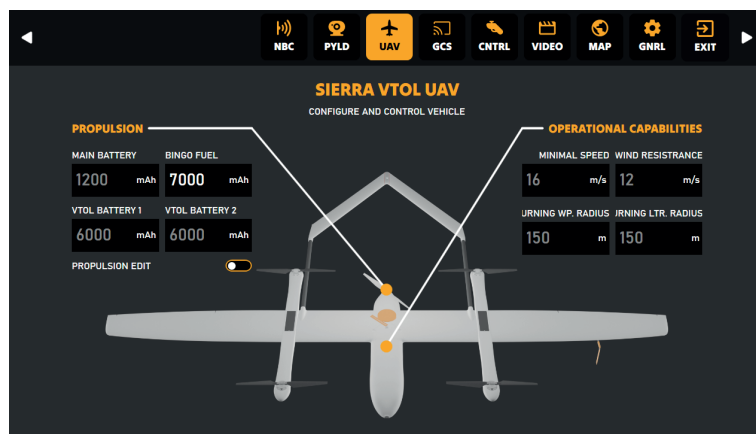 NBC PYLD UAV GCS CNTRL VIDEO MAP GNRL EXIT
SIERRA VTOL UAV
CONFIGURE AND CONTROL VEHICLE
PROPULSION
MAIN BATTERY BINGO FUEL
1200 mAh 7000 mAh
VTOL BATTERY 1 VTOL BATTERY 2
6000 mAh 6000 mAh
PROPULSION EDIT
OPERATIONAL CAPABILITIES
MINIMAL SPEED WIND RESISTRANCE
16 m/s 12 m/s
URNING WP. RADIUS URNING LTR. RADIUS
150 m 150 m